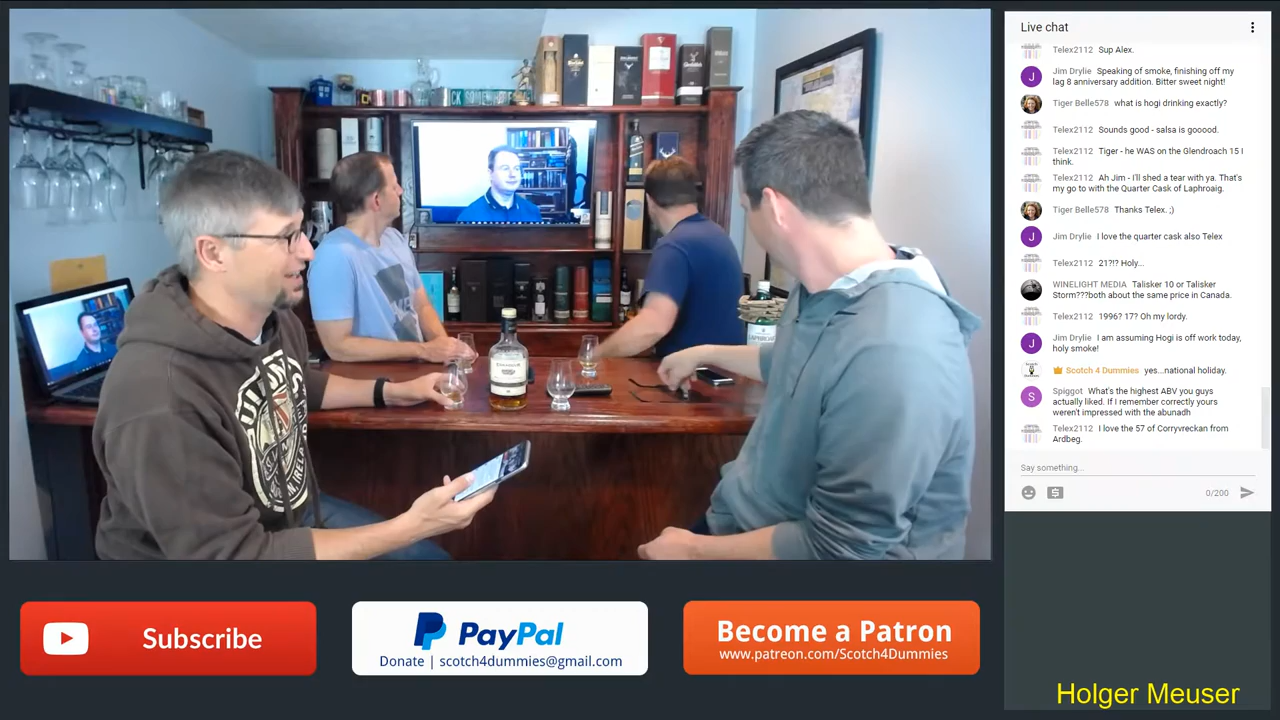 Live chat
Telex2112 Sup Alex.
J Jim Drylie Speaking of smoke, finishing off my
lag 8 anniversary addition. Bitter sweet night!
Tiger Belle578 what is hogi drinking exactly?
Telex2112 Sounds good - salsa is gooood.
Telex2112 Tiger - he WAS on the Glendroach 15 I
think.
Telex2112 Ah Jim - I'll shed a tear with ya. That's
my go to with the Quarter Cask of Laphroaig.
Tiger Belle578 Thanks Telex. ;)
J Jim Drylie I love the quarter cask also Telex
Telex2112 21?!? Holy...
WINELIGHT MEDIA Talisker 10 or Talisker
Storm???both about the same price in Canada.
Telex2112 1996? 17? Oh my lordy.
J Jim Drylie I am assuming Hogi is off work today,
holy smoke!
Scotch 4 Dummies yes...national holiday.
S Spiggot What's the highest ABV you guys
actually liked. If I remember correctly yours
weren't impressed with the abunadh
Telex2112 I love the 57 of Corryvreckan from
Ardbeg.
Say something...
0/200
Subscribe
PayPal
Donate | scotch4dummies@gmail.com
Become a Patron
www.patreon.com/Scotch4Dummies
Holger Meuser